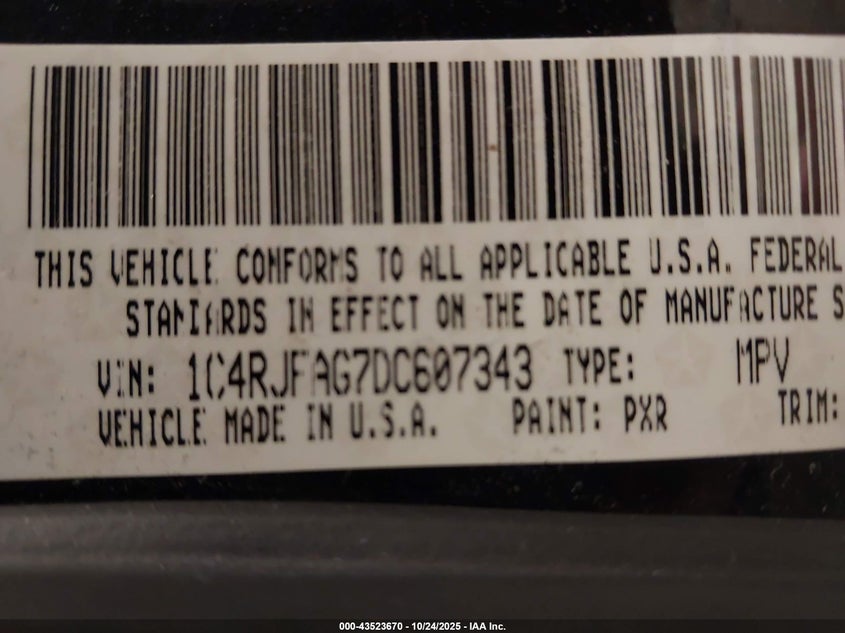 THIS VEHICLE CONFORMS TO ALL APPLICABLE U.S.A. FEDERAL
STANDARDS IN EFFECT ON THE DATE OF MANUFACTURE S
VIN: 1C4RJFAG7DC607343 TYPE: MPV
VEHICLE MADE IN U.S.A. PAINT: PXR TRIM:
000-43523670 - 10/24/2025 - IAA Inc.